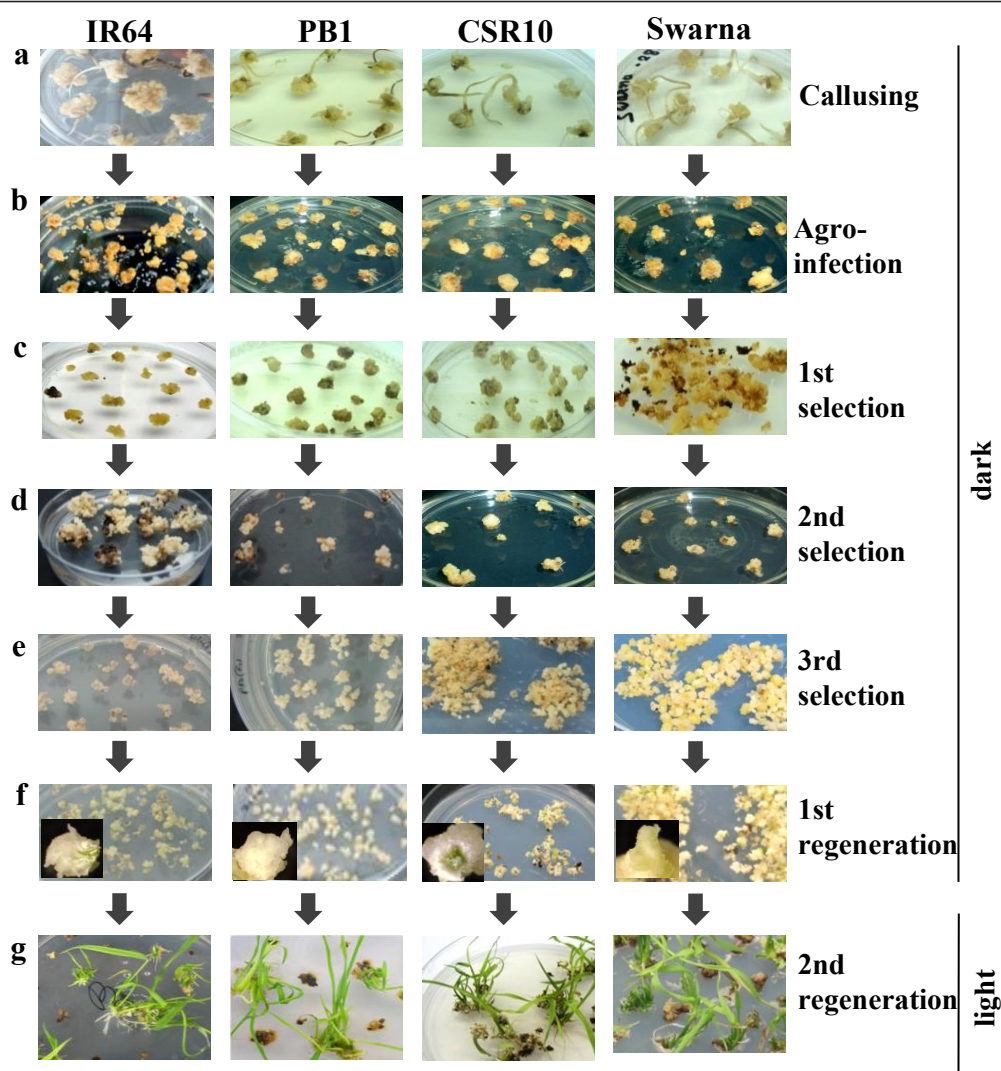 IR64 PB1 CSR10 Swarna
a
Callusing
b
Agro-
infection
c
1st
selection
d
2nd
selection
e
3rd
selection
f
1st
regeneration
dark
g
2nd
regeneration
light